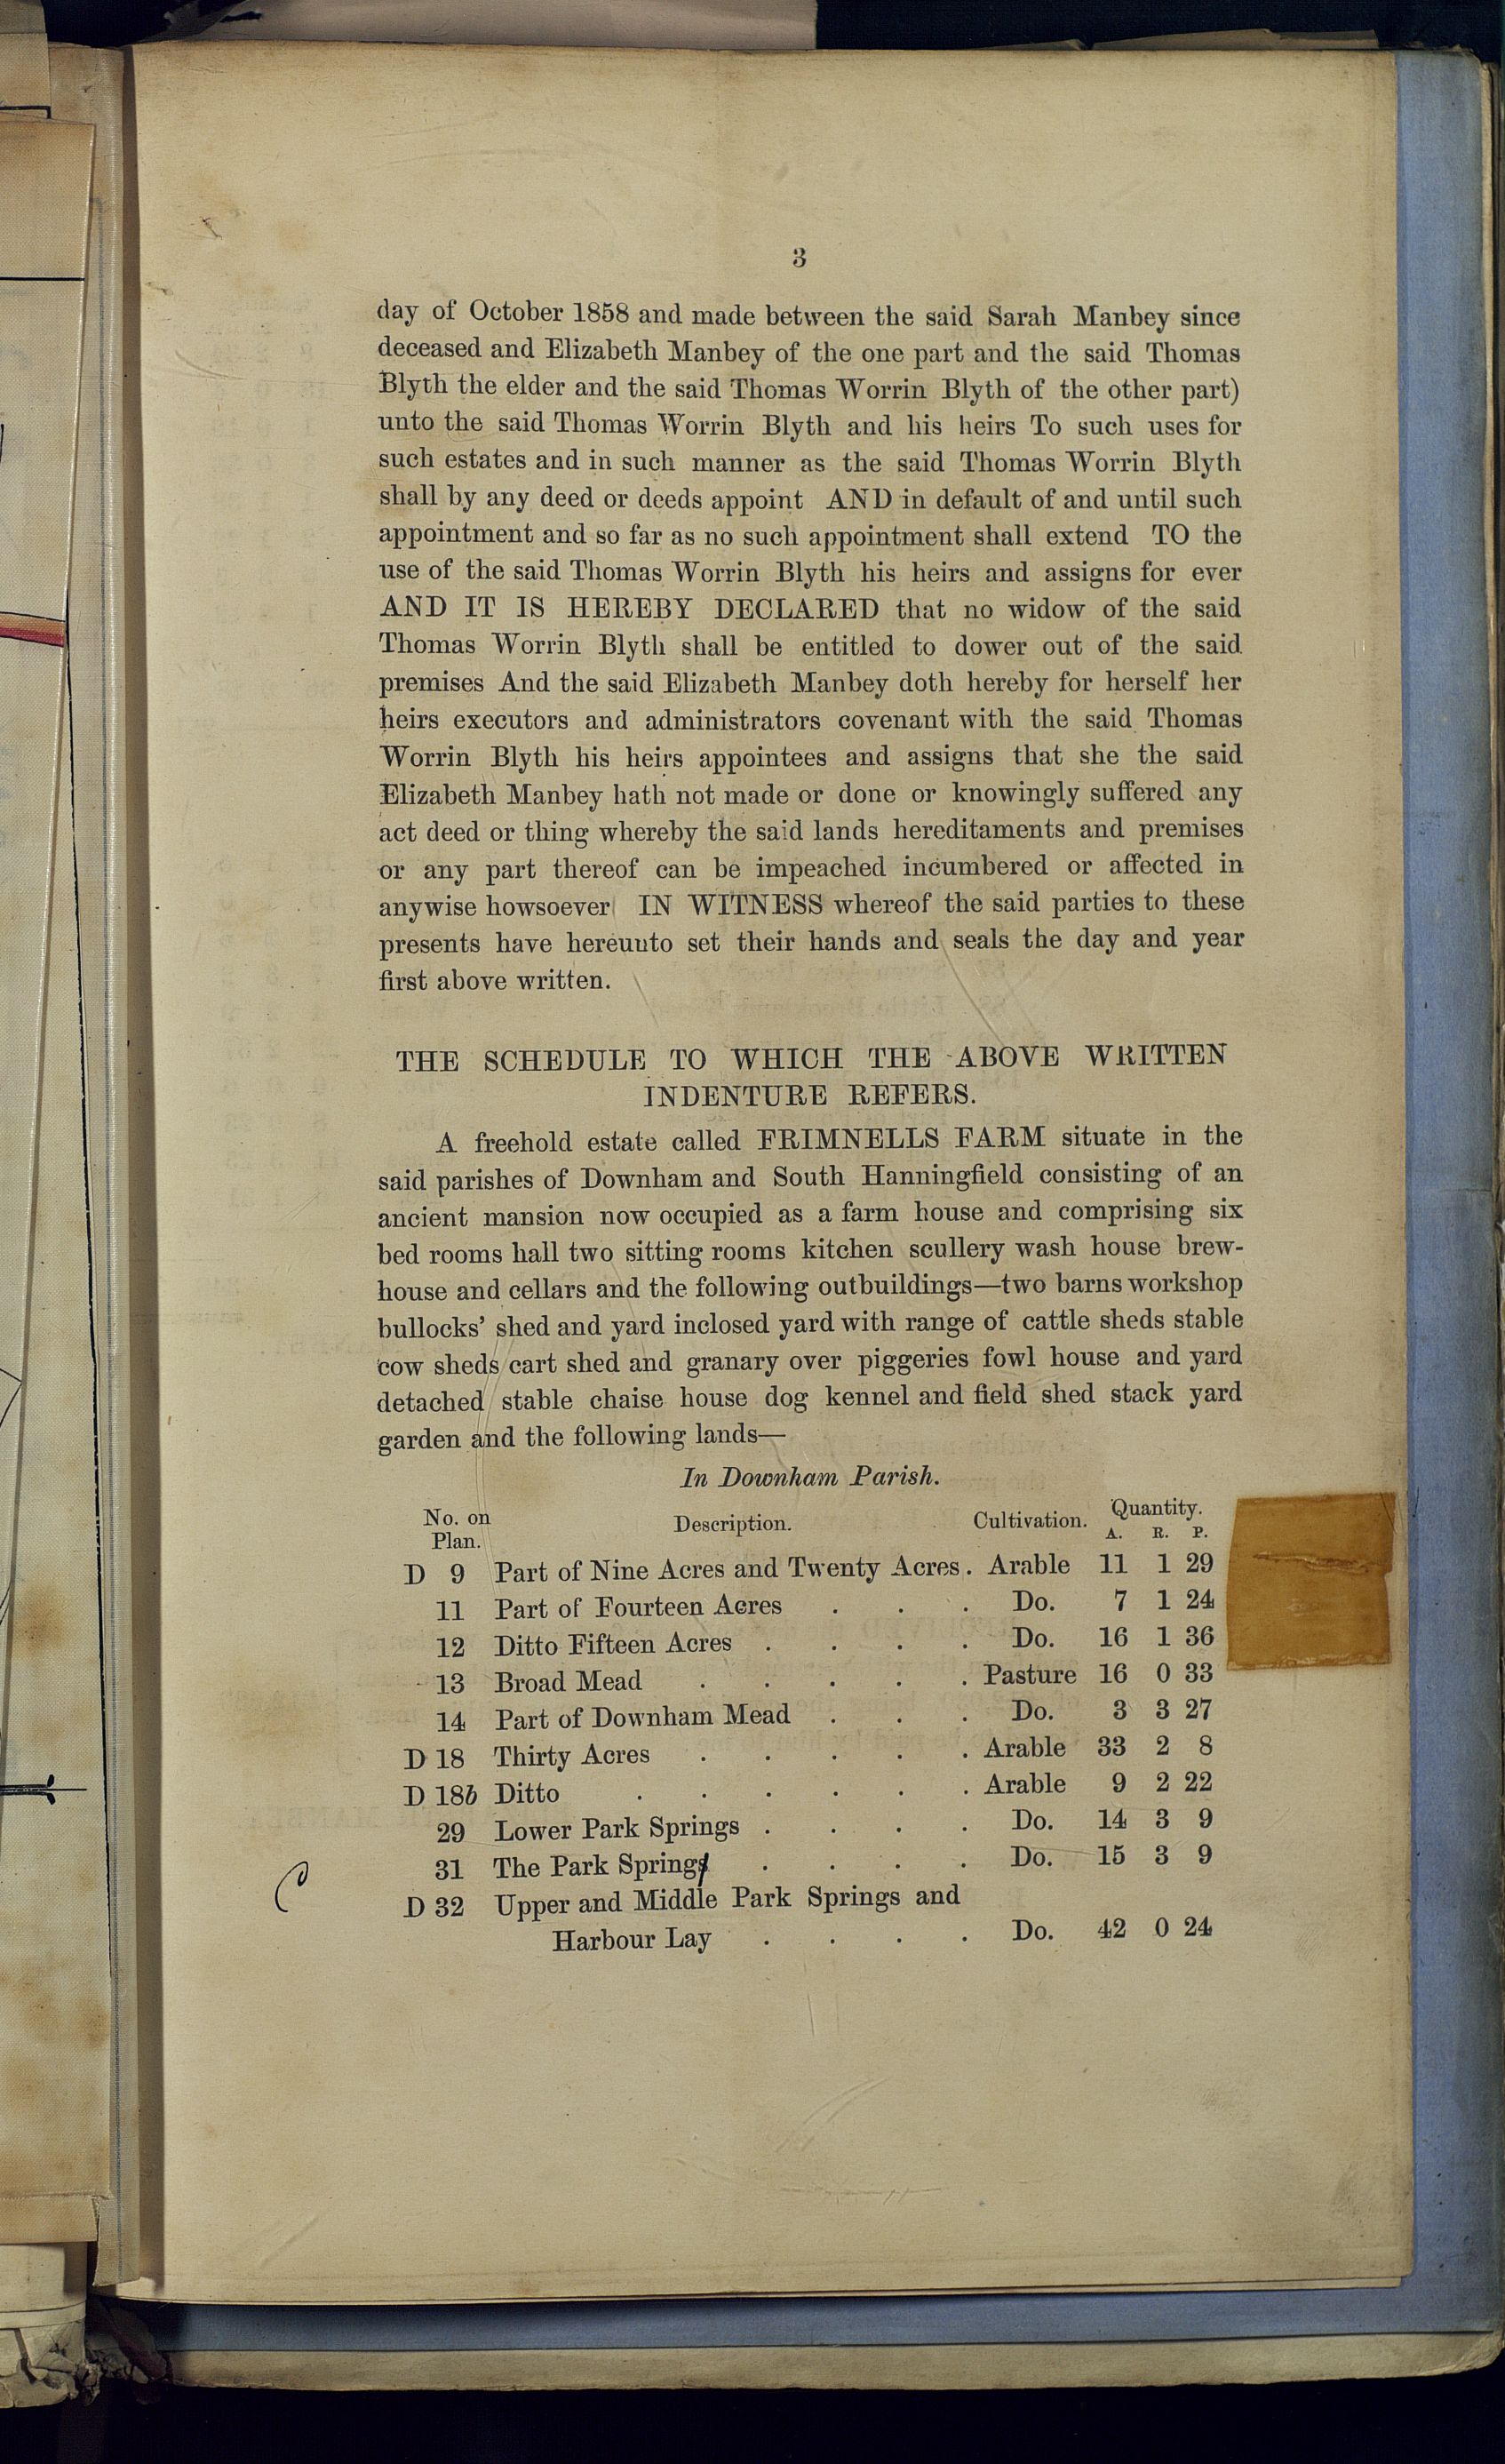 3
day of October 1858 and made between the said Sarah Manbey since
deceased and Elizabeth Manbey of the one part and the said Thomas
Blyth the elder and the said Thomas Worrin Blyth of the other part)
unto the said Thomas Worrin Blyth and his heirs To such uses for
such estates and in such manner as the said Thomas Worrin Blyth
shall by any deed or deeds appoint AND in default of and until such
appointment and so far as no such appointment shall extend TO the
use of the said Thomas Worrin Blyth his heirs and assigns for ever
AND IT IS HEREBY DECLARED that no widow of the said
Thomas Worrin Blyth shall be entitled to dower out of the said
premises And the said Elizabeth Manbey doth hereby for herself her
heirs executors and administrators covenant with the said Thomas
Worrin Blyth his heirs appointees and assigns that she the said
Elizabeth Manbey hath not made or done or knowingly suffered any
act deed or thing whereby the said lands hereditaments and premises
or any part thereof can be impeached incumbered or affected in
anywise howsoever IN WITNESS whereof the said parties to these
presents have hereunto set their hands and seals the day and year
first above written.
THE SCHEDULE TO WHICH THE ABOVE WRITTEN
INDENTURE REFERS.
A freehold estate called FRIMNELLS FARM situate in the
said parishes of Downham and South Hanningfield consisting of an
ancient mansion now occupied as a farm house and comprising six
bed rooms hall two sitting rooms kitchen scullery wash house brew-
house and cellars and the following outbuildings—two barns workshop
bullocks' shed and yard inclosed yard with range of cattle sheds stable
cow sheds cart shed and granary over piggeries fowl house and yard
detached stable chaise house dog kennel and field shed stack yard
garden and the following lands—
In Downham Parish.
No. on Plan. Description. Cultivation. Quantity.
A. R. P.
D 9 Part of Nine Acres and Twenty Acres . Arable 11 1 29
11 Part of Fourteen Acres . . . Do. 7 1 24
12 Ditto Fifteen Acres . . . . Do. 16 1 36
13 Broad Mead . . . . . Pasture 16 0 33
14 Part of Downham Mead . . . Do. 3 3 27
D 18 Thirty Acres . . . . . Arable 33 2 8
D 18b Ditto . . . . . . Arable 9 2 22
29 Lower Park Springs . . . . Do. 14 3 9
31 The Park Springs . . . . Do. 15 3 9
D 32 Upper and Middle Park Springs and
Harbour Lay . . . . Do. 42 0 24